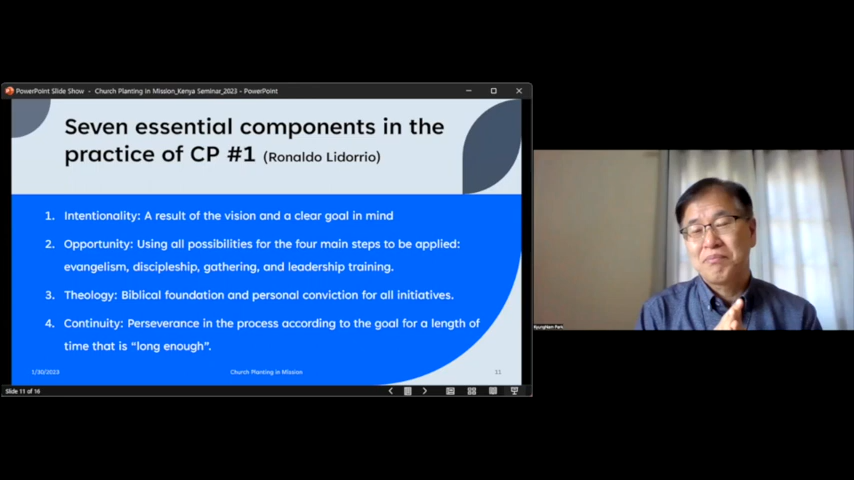 PowerPoint Slide Show - Church Planting in Mission_Kenya Seminar_2023 - PowerPoint
Seven essential components in the
practice of CP #1 (Ronaldo Lidorrio)
1. Intentionality: A result of the vision and a clear goal in mind
2. Opportunity: Using all possibilities for the four main steps to be applied:
evangelism, discipleship, gathering, and leadership training.
3. Theology: Biblical foundation and personal conviction for all initiatives.
4. Continuity: Perseverance in the process according to the goal for a length of
time that is “long enough”.
1/30/2023 Church Planting in Mission 11
Slide 11 of 16
KyungNam Park